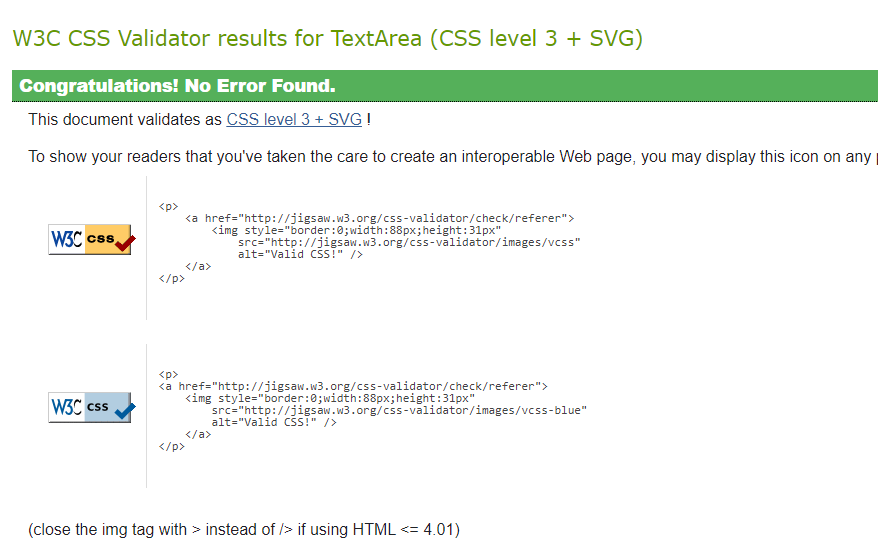 W3C CSS Validator results for TextArea (CSS level 3 + SVG)
Congratulations! No Error Found.
This document validates as CSS level 3 + SVG !
To show your readers that you've taken the care to create an interoperable Web page, you may display this icon on any
W3C css
<p>
<a href="http://jigsaw.w3.org/css-validator/check/referer">
<img style="border:0;width:88px;height:31px"
src="http://jigsaw.w3.org/css-validator/images/vcss"
alt="Valid CSS!" />
</a>
</p>
W3C css
<p>
<a href="http://jigsaw.w3.org/css-validator/check/referer">
<img style="border:0;width:88px;height:31px"
src="http://jigsaw.w3.org/css-validator/images/vcss-blue"
alt="Valid CSS!" />
</a>
</p>
(close the img tag with > instead of /> if using HTML <= 4.01)